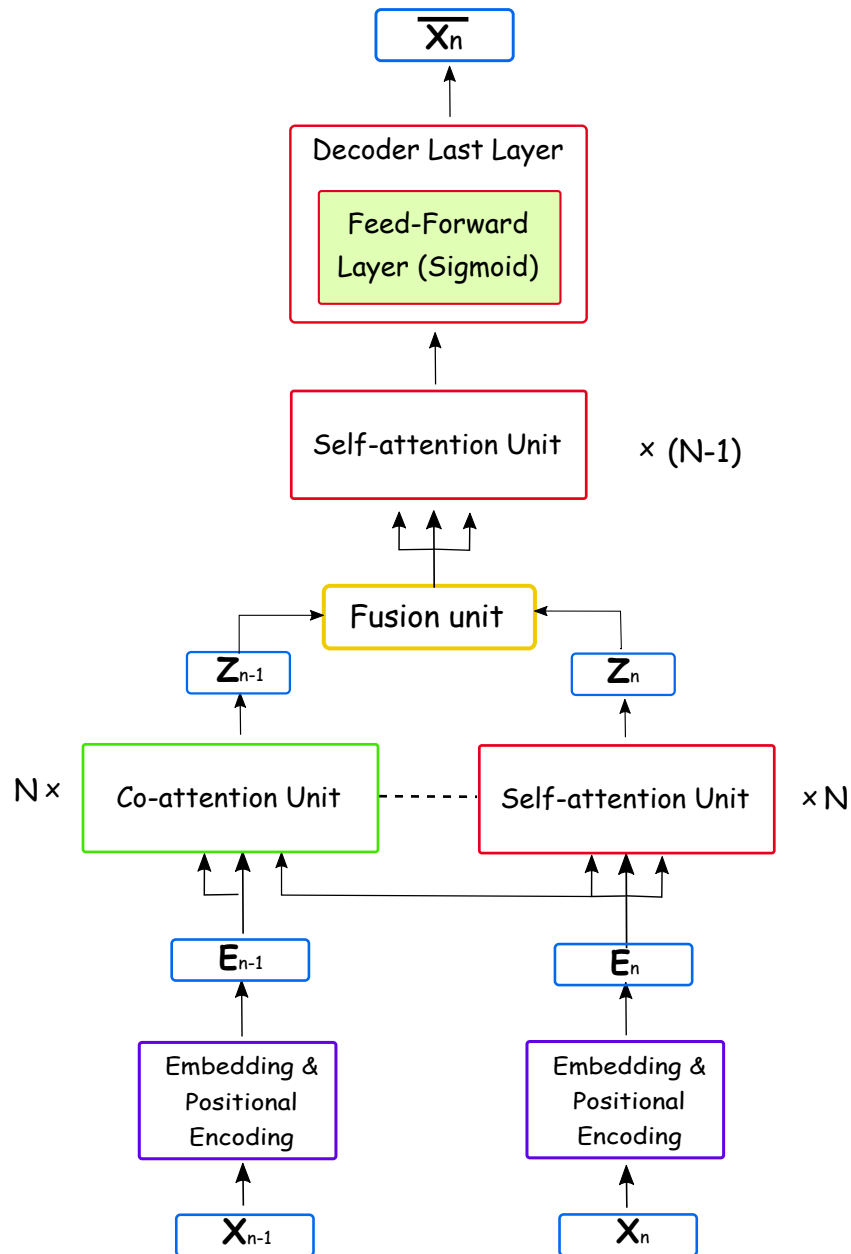 X̅n
Decoder Last Layer
Feed-Forward
Layer (Sigmoid)
Self-attention Unit
× (N-1)
Fusion unit
Zn-1
Zn
N ×
Co-attention Unit
Self-attention Unit
× N
En-1
En
Embedding &
Positional
Encoding
Embedding &
Positional
Encoding
Xn-1
Xn